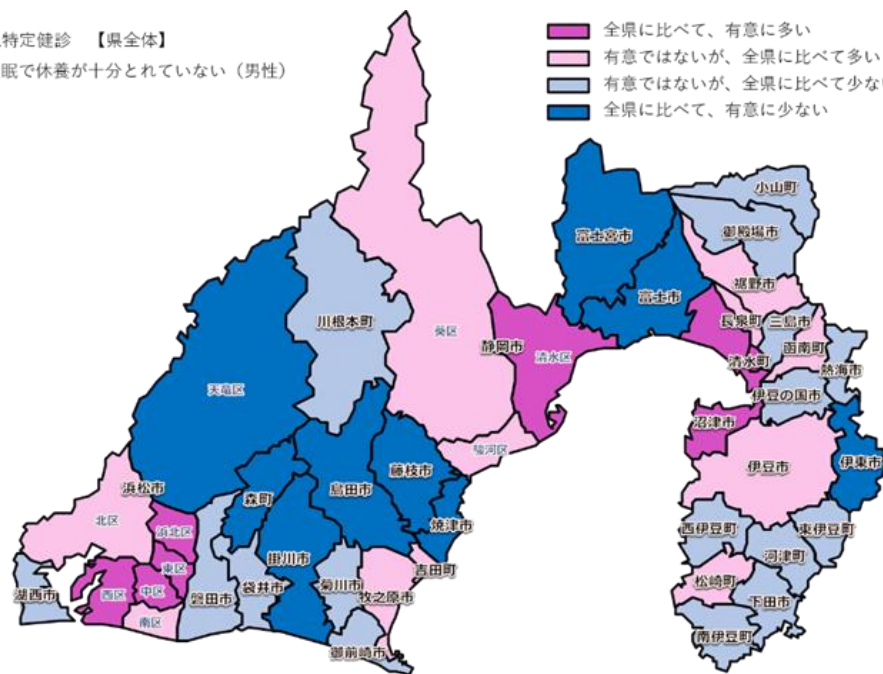 特定健診　【県全体】
眠で休養が十分とれていない（男性）
全県に比べて、有意に多い
有意ではないが、全県に比べて多い
有意ではないが、全県に比べて少な
全県に比べて、有意に少ない
小山町
御殿場市
富士宮市
裾野市
富士市
長泉町
三島市
川根本町
葵区
静岡市
清水区
清水町
函南町
熱海市
天竜区
伊豆の国市
沼津市
駿河区
藤枝市
伊豆市
伊東市
浜松市
森町
島田市
焼津市
北区
浜北区
掛川市
西伊豆町
東伊豆町
河津町
東区
吉田町
湖西市
西区
中区
磐田市
袋井市
菊川市
牧之原市
松崎町
下田市
南区
南伊豆町
御前崎市